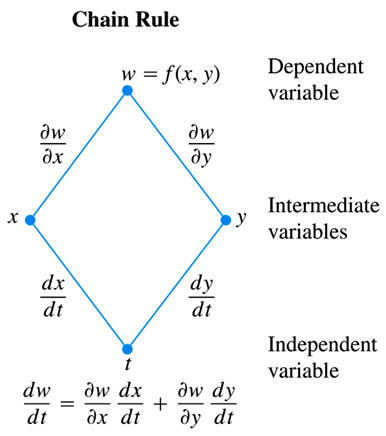 Chain Rule
w = f(x, y)
Dependent
variable
∂w
∂x
∂w
∂y
x
y
Intermediate
variables
dx
dt
dy
dt
t
Independent
variable
dw/dt = ∂w/∂x dx/dt + ∂w/∂y dy/dt